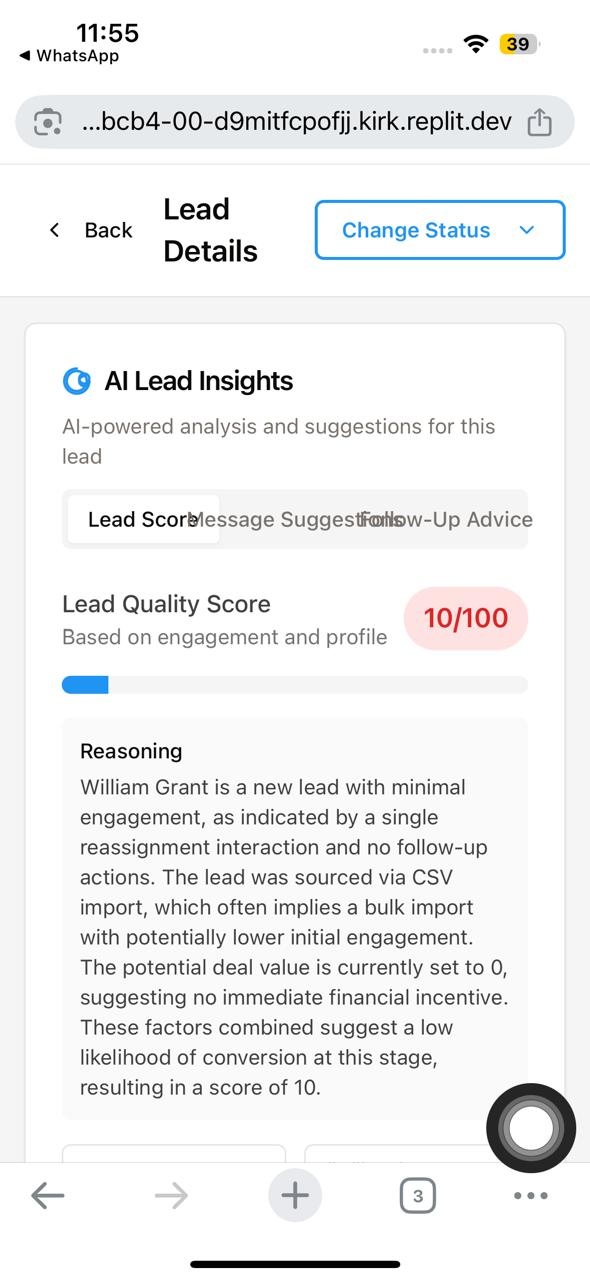 11:55
39
◀ WhatsApp
...bcb4-00-d9mitfcpofjj.kirk.replit.dev
Back
Lead
Details
Change Status
AI Lead Insights
AI-powered analysis and suggestions for this
lead
Lead Score Message Suggestions Follow-Up Advice
Lead Quality Score
Based on engagement and profile
10/100
Reasoning
William Grant is a new lead with minimal
engagement, as indicated by a single
reassignment interaction and no follow-up
actions. The lead was sourced via CSV
import, which often implies a bulk import
with potentially lower initial engagement.
The potential deal value is currently set to 0,
suggesting no immediate financial incentive.
These factors combined suggest a low
likelihood of conversion at this stage,
resulting in a score of 10.
3